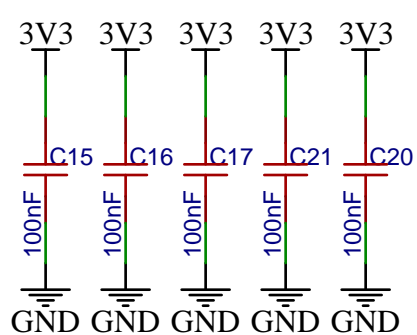 3V3 3V3 3V3 3V3 3V3
C15 C16 C17 C21 C20
100nF 100nF 100nF 100nF 100nF
GND GND GND GND GND